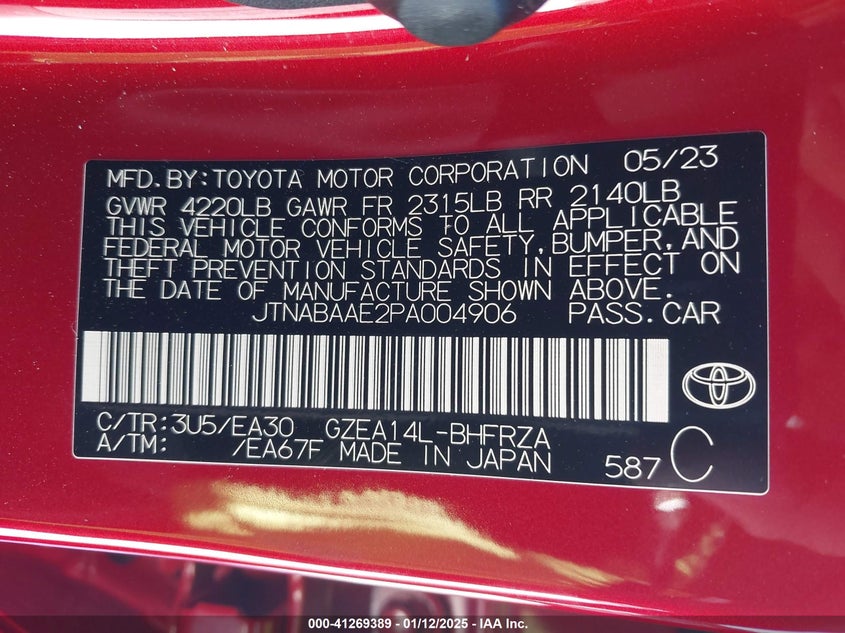 MFD.BY:TOYOTA MOTOR CORPORATION 05/23
GVWR 4220LB GAWR FR 2315LB RR 2140LB
THIS VEHICLE CONFORMS TO ALL APPLICABLE
FEDERAL MOTOR VEHICLE SAFETY,BUMPER,AND
THEFT PREVENTION STANDARDS IN EFFECT ON
THE DATE OF MANUFACTURE SHOWN ABOVE.
JTNABAAE2PA004906 PASS.CAR
C/TR:3U5/EA30 GZEA14L-BHFRZA
A/TM: /EA67F MADE IN JAPAN 587 C
000-41269389 - 01/12/2025 - IAA Inc.